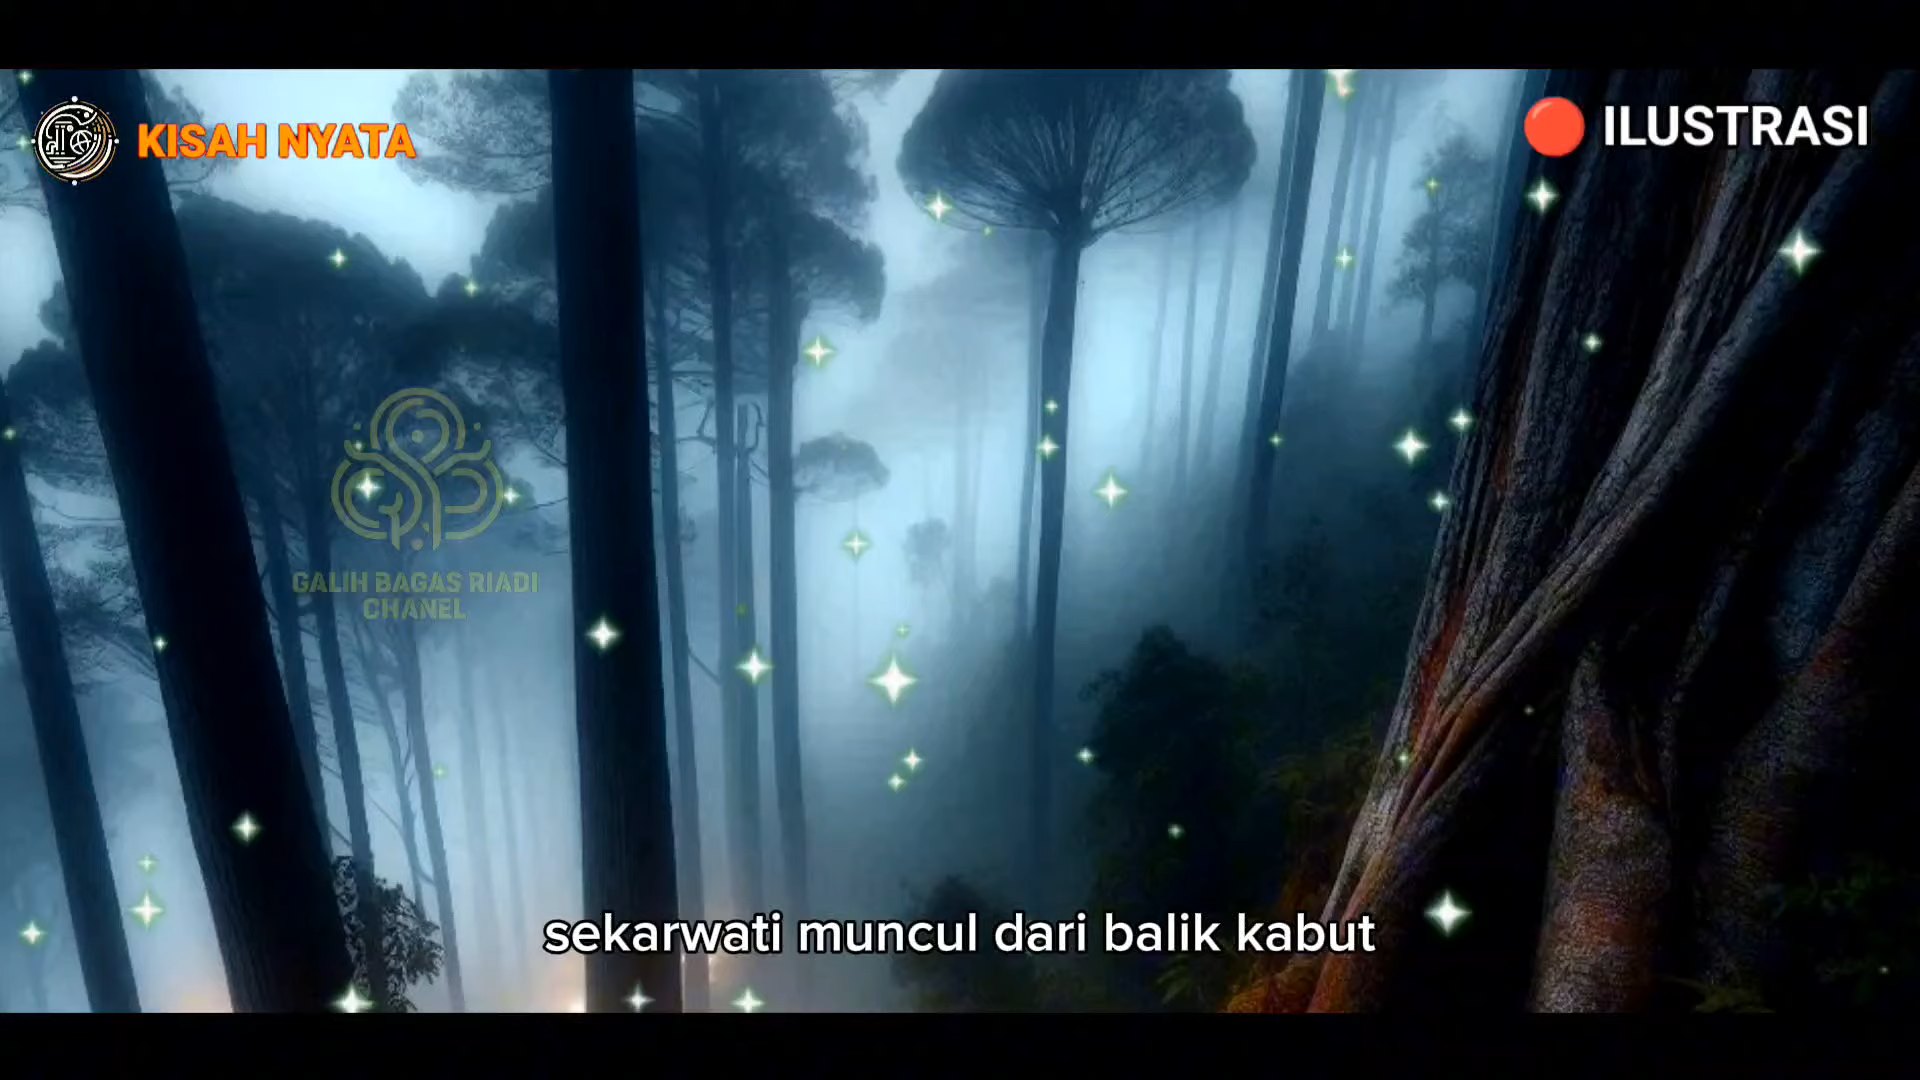 KISAH NYATA
ILUSTRASI
GALIH BAGAS RIADI
CHANEL
sekarwati muncul dari balik kabut